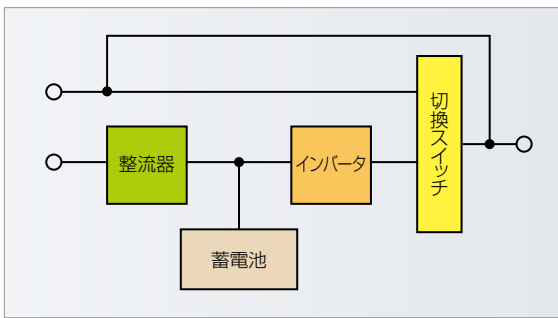 切換スイッチ
整流器
インバータ
蓄電池